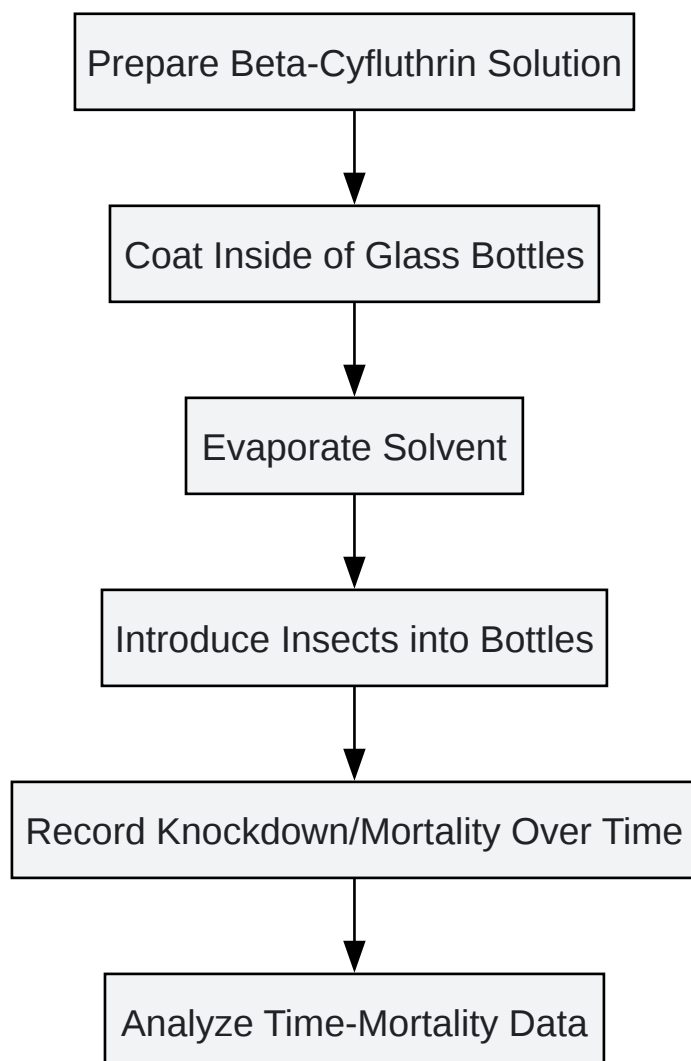 Prepare Beta-Cyfluthrin Solution
Coat Inside of Glass Bottles
Evaporate Solvent
Introduce Insects into Bottles
Record Knockdown/Mortality Over Time
Analyze Time-Mortality Data